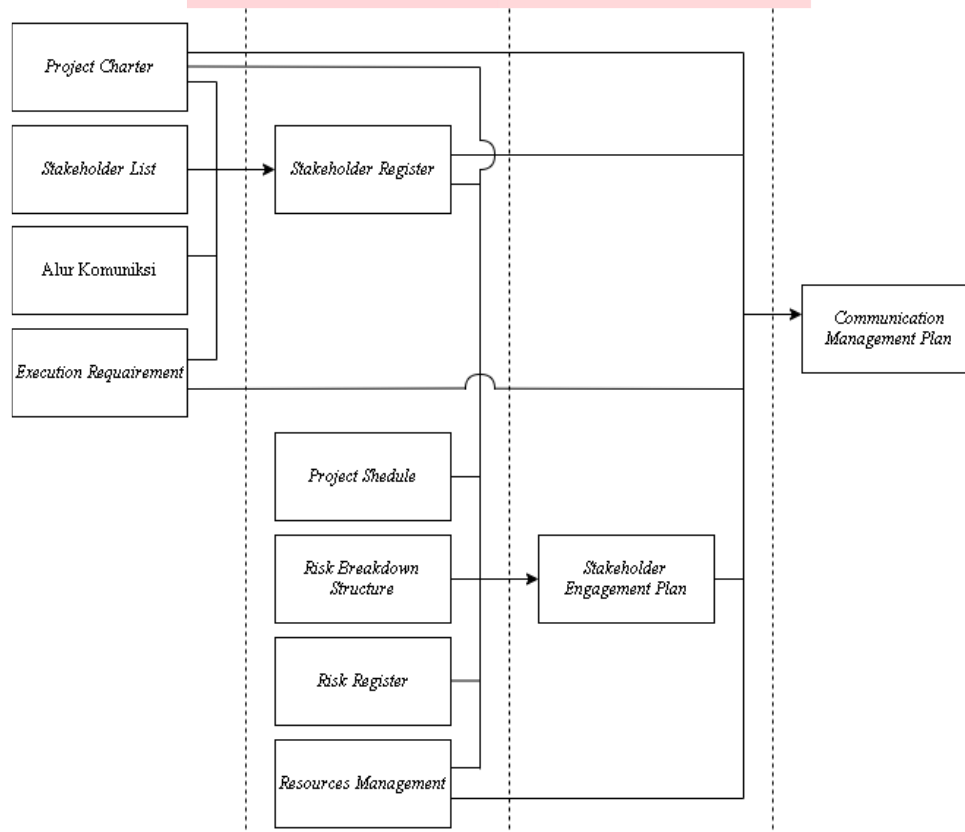 Project Charter
Stakeholder List
Alur Komuniksi
Execution Requairement
Stakeholder Register
Project Shedule
Risk Breakdown
Structure
Risk Register
Resources Management
Stakeholder
Engagement Plan
Communication
Management Plan